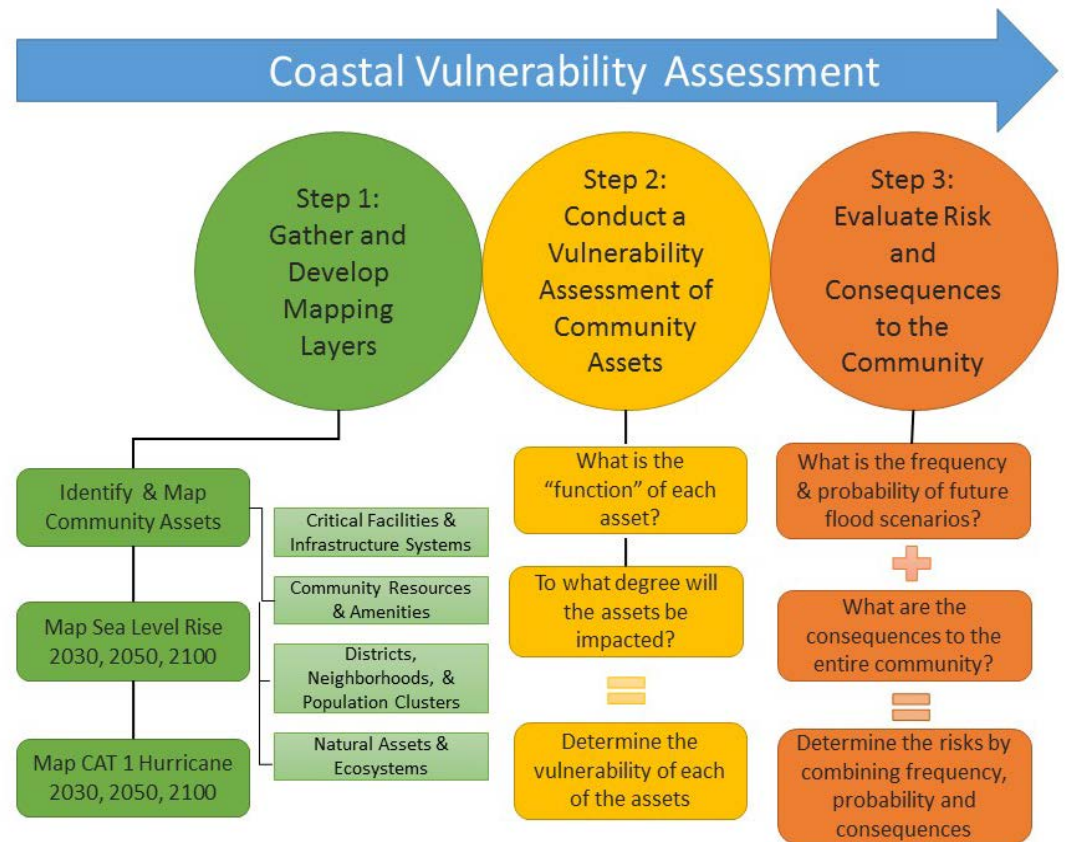 Coastal Vulnerability Assessment
Step 1:
Gather and
Develop
Mapping
Layers
Step 2:
Conduct a
Vulnerability
Assessment of
Community
Assets
Step 3:
Evaluate Risk
and
Consequences
to the
Community
Identify & Map
Community Assets
Critical Facilities &
Infrastructure Systems
Community Resources
& Amenities
Districts,
Neighborhoods, &
Population Clusters
Natural Assets &
Ecosystems
Map Sea Level Rise
2030, 2050, 2100
Map CAT 1 Hurricane
2030, 2050, 2100
What is the
“function” of each
asset?
To what degree will
the assets be
impacted?
Determine the
vulnerability of each
of the assets
What is the frequency
& probability of future
flood scenarios?
What are the
consequences to the
entire community?
Determine the risks by
combining frequency,
probability and
consequences